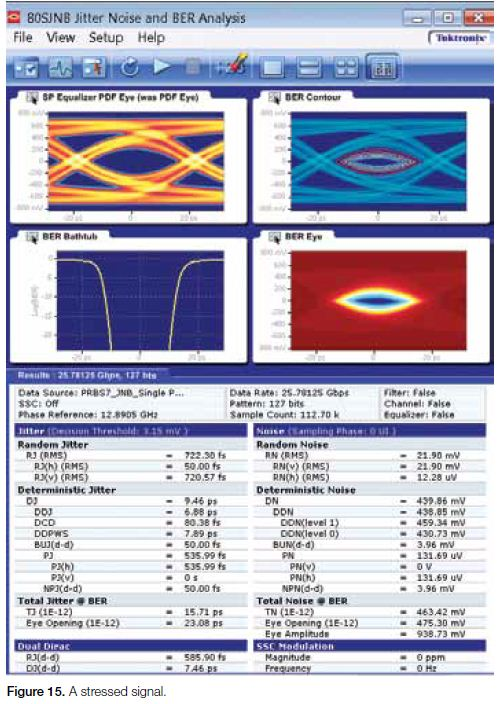 80SJNB Jitter Noise and BER Analysis
File View Setup Help
Tektronix
SP Equalizer PDF Eye (was PDF Eye)
BER Contour
BER Bathtub
BER Eye
Results : 25.78125 Gbps, 127 bits
Data Source: PRBS7_JNB_Single P... Data Rate: 25.78125 Gbps Filter: False
SSC: Off Pattern: 127 bits Channel: False
Phase Reference: 12.8905 GHz Sample Count: 112.70 k Equalizer: False
Jitter (Decision Threshold: 3.15 mV )
Random Jitter
RJ (RMS) = 722.30 fs
RJ(h) (RMS) = 50.00 fs
RJ(v) (RMS) = 720.57 fs
Deterministic Jitter
DJ = 9.46 ps
DDJ = 6.88 ps
DCD = 80.38 fs
DDPWS = 7.89 ps
BUJ(d-d) = 50.00 fs
PJ = 535.99 fs
PJ(h) = 535.99 fs
PJ(v) = 0 s
NPJ(d-d) = 50.00 fs
Total Jitter @ BER
TJ (1E-12) = 15.71 ps
Eye Opening (1E-12) = 23.08 ps
Dual Dirac
RJ(d-d) = 585.90 fs
DJ(d-d) = 7.46 ps
Noise (Sampling Phase: 0 UI )
Random Noise
RN (RMS) = 21.90 mV
RN(v) (RMS) = 21.90 mV
RN(h) (RMS) = 12.28 uV
Deterministic Noise
DN = 439.86 mV
DDN = 438.85 mV
DDN(level 1) = 459.34 mV
DDN(level 0) = 430.73 mV
BUN(d-d) = 3.96 mV
PN = 131.69 uV
PN(v) = 0 V
PN(h) = 131.69 uV
NPN(d-d) = 3.96 mV
Total Noise @ BER
TN (1E-12) = 463.42 mV
Eye Opening (1E-12) = 475.30 mV
Eye Amplitude = 938.73 mV
SSC Modulation
Magnitude = 0 ppm
Frequency = 0 Hz
Figure 15. A stressed signal.